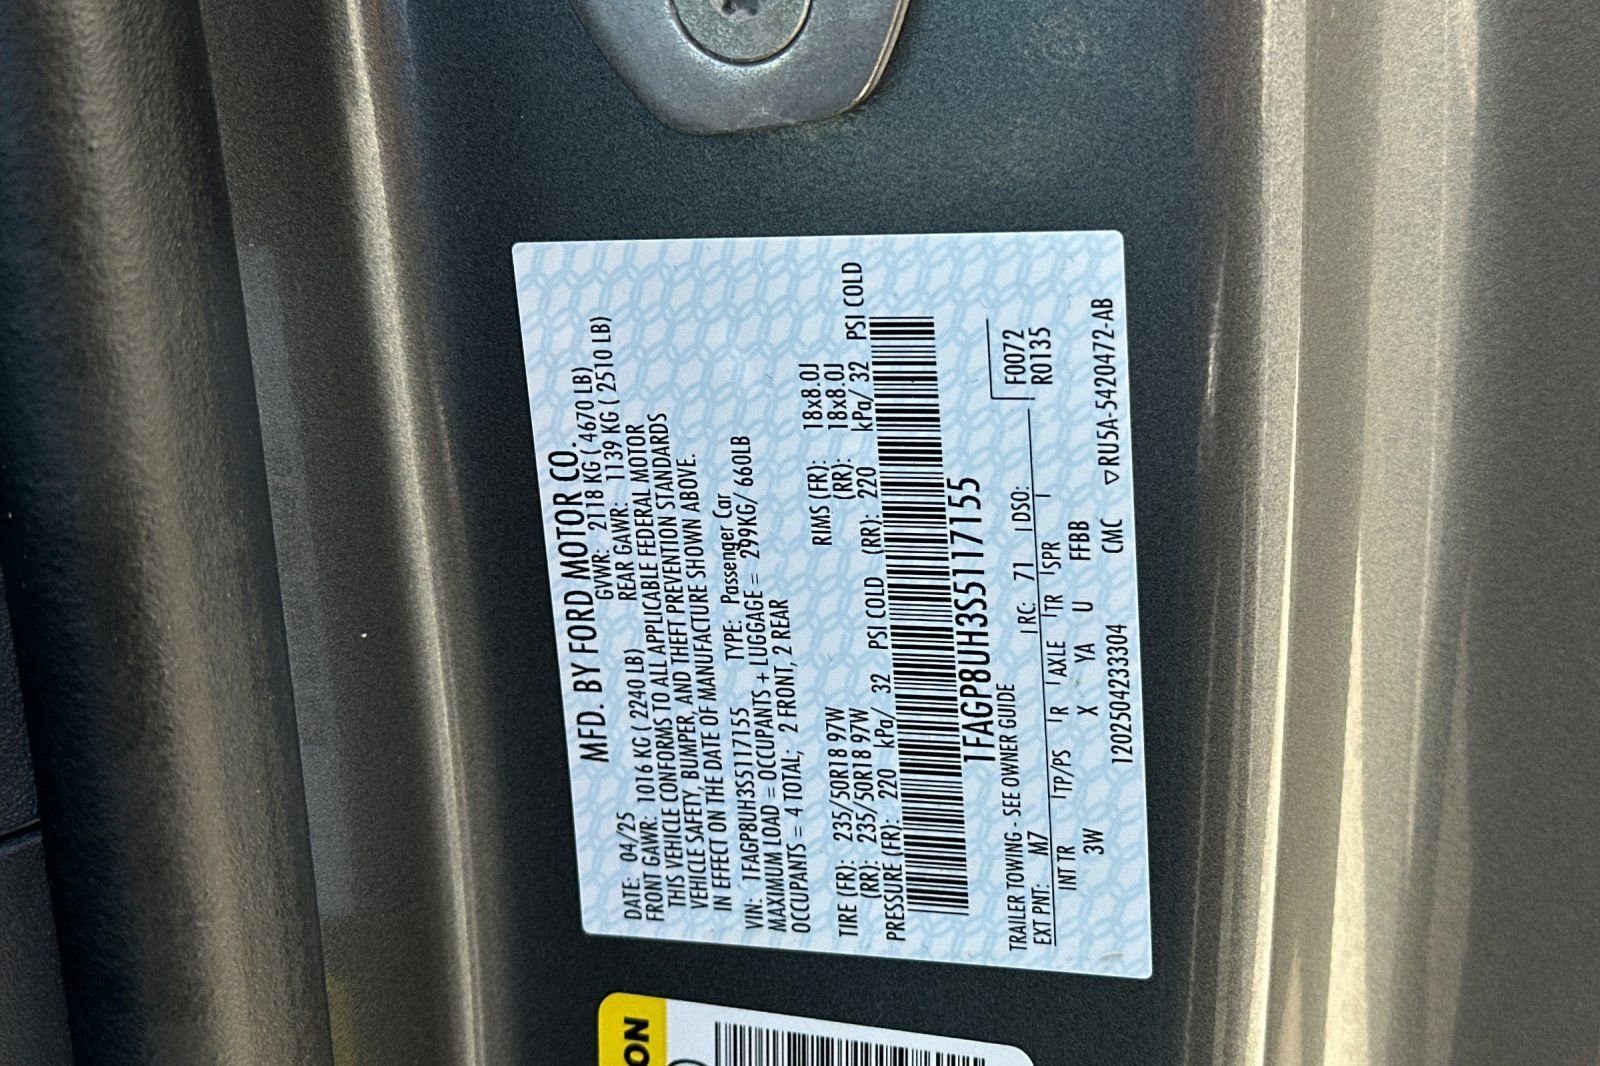 MFD. BY FORD MOTOR CO.
DATE: 04/25 GVWR: 2118 KG ( 4670 LB)
FRONT GAWR: 1016 KG ( 2240 LB) REAR GAWR: 1139 KG ( 2510 LB)
THIS VEHICLE CONFORMS TO ALL APPLICABLE FEDERAL MOTOR
VEHICLE SAFETY, BUMPER, AND THEFT PREVENTION STANDARDS
IN EFFECT ON THE DATE OF MANUFACTURE SHOWN ABOVE.
VIN: 1FAGP8UH3S5117155 TYPE: Passenger Car
MAXIMUM LOAD = OCCUPANTS + LUGGAGE = 299KG/ 660LB
OCCUPANTS = 4 TOTAL; 2 FRONT, 2 REAR
TIRE (FR): 235/50R18 97W RIMS (FR): 18x8.0J
(RR): 235/50R18 97W (RR): 18x8.0J
PRESSURE (FR): 220 kPa/ 32 PSI COLD (RR): 220 kPa/ 32 PSI COLD
1FAGP8UH3S5117155
TRAILER TOWING - SEE OWNER GUIDE
F0072
EXT PNT: M7 RC: 71 DSO: R0135
INT TR TP/PS R AXLE TR SPR
3W X YA U FFBB
1202504233304 CMC ▽RU5A-5420472-AB
ON